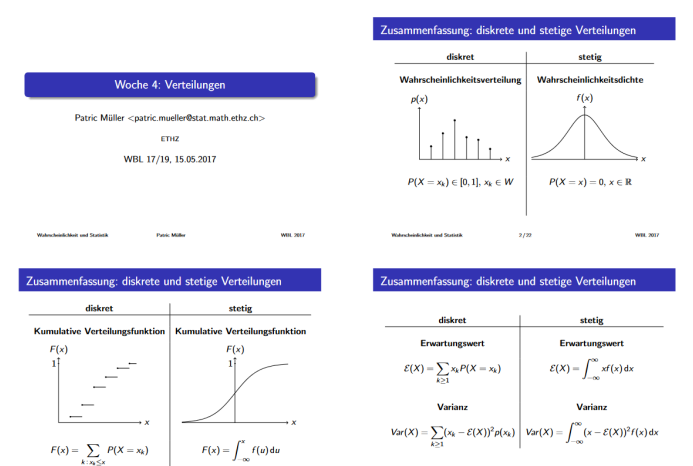 Woche 4: Verteilungen
Patric Müller <patric.mueller@stat.math.ethz.ch>
ETHZ
WBL 17/19, 15.05.2017
Wahrscheinlichkeit und Statistik Patric Müller WBL 2017
Zusammenfassung: diskrete und stetige Verteilungen
diskret stetig
Wahrscheinlichkeitsverteilung Wahrscheinlichkeitsdichte
p(x) f(x)
x x
P(X = x_k) ∈ [0, 1], x_k ∈ W P(X = x) = 0, x ∈ ℝ
Wahrscheinlichkeit und Statistik 2 / 22 WBL 2017
Zusammenfassung: diskrete und stetige Verteilungen
diskret stetig
Kumulative Verteilungsfunktion Kumulative Verteilungsfunktion
F(x) F(x)
1 1
x x
F(x) = ∑_{k: x_k ≤ x} P(X = x_k) F(x) = ∫_{-∞}^{x} f(u) du
Zusammenfassung: diskrete und stetige Verteilungen
diskret stetig
Erwartungswert Erwartungswert
ℰ(X) = ∑_{k≥1} x_k P(X = x_k) ℰ(X) = ∫_{-∞}^{∞} xf(x) dx
Varianz Varianz
Var(X) = ∑_{k≥1} (x_k − ℰ(X))² p(x_k) Var(X) = ∫_{-∞}^{∞} (x − ℰ(X))² f(x) dx